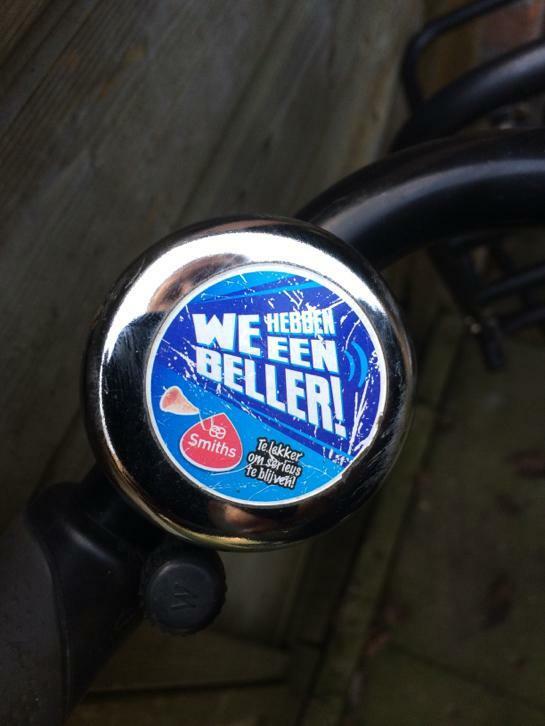 WE HEBBEN
EEN
BELLER!
Smiths
Te lekker
om serieus
te blijven!